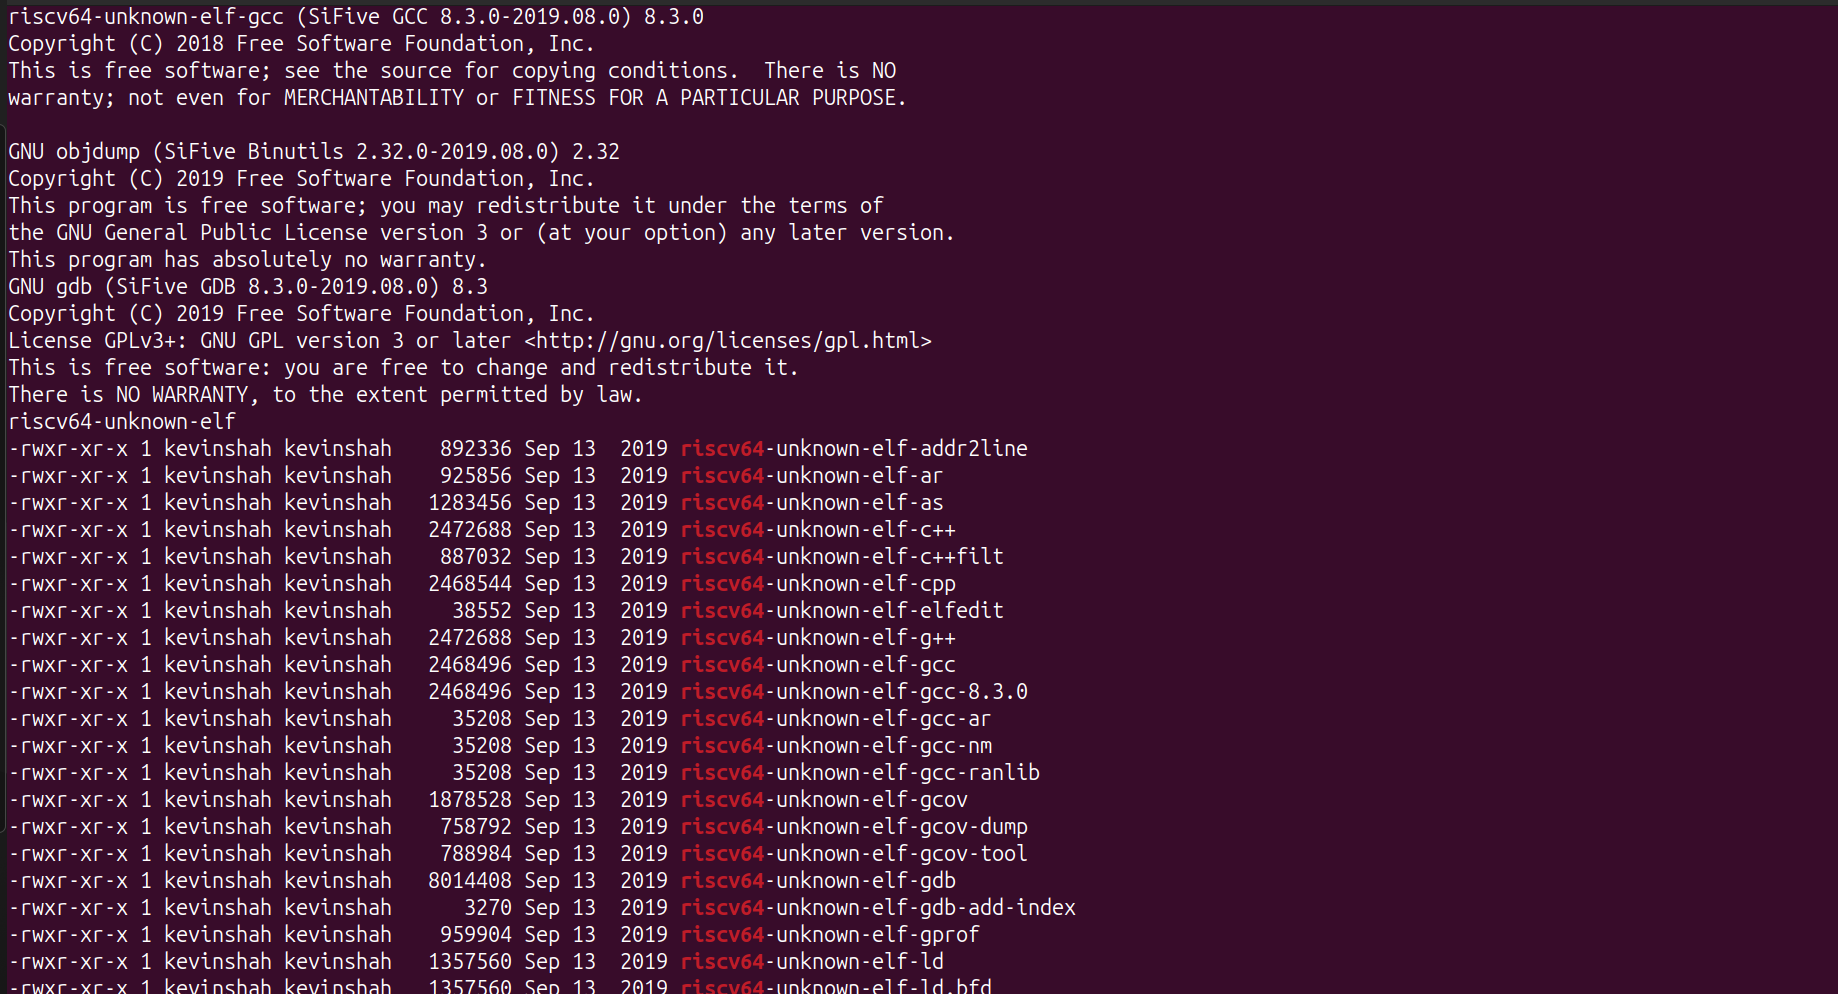 riscv64-unknown-elf-gcc (SiFive GCC 8.3.0-2019.08.0) 8.3.0
Copyright (C) 2018 Free Software Foundation, Inc.
This is free software; see the source for copying conditions.  There is NO
warranty; not even for MERCHANTABILITY or FITNESS FOR A PARTICULAR PURPOSE.

GNU objdump (SiFive Binutils 2.32.0-2019.08.0) 2.32
Copyright (C) 2019 Free Software Foundation, Inc.
This program is free software; you may redistribute it under the terms of
the GNU General Public License version 3 or (at your option) any later version.
This program has absolutely no warranty.
GNU gdb (SiFive GDB 8.3.0-2019.08.0) 8.3
Copyright (C) 2019 Free Software Foundation, Inc.
License GPLv3+: GNU GPL version 3 or later <http://gnu.org/licenses/gpl.html>
This is free software: you are free to change and redistribute it.
There is NO WARRANTY, to the extent permitted by law.
riscv64-unknown-elf
-rwxr-xr-x 1 kevinshah kevinshah    892336 Sep 13  2019 riscv64-unknown-elf-addr2line
-rwxr-xr-x 1 kevinshah kevinshah    925856 Sep 13  2019 riscv64-unknown-elf-ar
-rwxr-xr-x 1 kevinshah kevinshah   1283456 Sep 13  2019 riscv64-unknown-elf-as
-rwxr-xr-x 1 kevinshah kevinshah   2472688 Sep 13  2019 riscv64-unknown-elf-c++
-rwxr-xr-x 1 kevinshah kevinshah    887032 Sep 13  2019 riscv64-unknown-elf-c++filt
-rwxr-xr-x 1 kevinshah kevinshah   2468544 Sep 13  2019 riscv64-unknown-elf-cpp
-rwxr-xr-x 1 kevinshah kevinshah     38552 Sep 13  2019 riscv64-unknown-elf-elfedit
-rwxr-xr-x 1 kevinshah kevinshah   2472688 Sep 13  2019 riscv64-unknown-elf-g++
-rwxr-xr-x 1 kevinshah kevinshah   2468496 Sep 13  2019 riscv64-unknown-elf-gcc
-rwxr-xr-x 1 kevinshah kevinshah   2468496 Sep 13  2019 riscv64-unknown-elf-gcc-8.3.0
-rwxr-xr-x 1 kevinshah kevinshah     35208 Sep 13  2019 riscv64-unknown-elf-gcc-ar
-rwxr-xr-x 1 kevinshah kevinshah     35208 Sep 13  2019 riscv64-unknown-elf-gcc-nm
-rwxr-xr-x 1 kevinshah kevinshah     35208 Sep 13  2019 riscv64-unknown-elf-gcc-ranlib
-rwxr-xr-x 1 kevinshah kevinshah   1878528 Sep 13  2019 riscv64-unknown-elf-gcov
-rwxr-xr-x 1 kevinshah kevinshah    758792 Sep 13  2019 riscv64-unknown-elf-gcov-dump
-rwxr-xr-x 1 kevinshah kevinshah    788984 Sep 13  2019 riscv64-unknown-elf-gcov-tool
-rwxr-xr-x 1 kevinshah kevinshah   8014408 Sep 13  2019 riscv64-unknown-elf-gdb
-rwxr-xr-x 1 kevinshah kevinshah      3270 Sep 13  2019 riscv64-unknown-elf-gdb-add-index
-rwxr-xr-x 1 kevinshah kevinshah    959904 Sep 13  2019 riscv64-unknown-elf-gprof
-rwxr-xr-x 1 kevinshah kevinshah   1357560 Sep 13  2019 riscv64-unknown-elf-ld
-rwxr-xr-x 1 kevinshah kevinshah   1357560 Sep 13  2019 riscv64-unknown-elf-ld.bfd